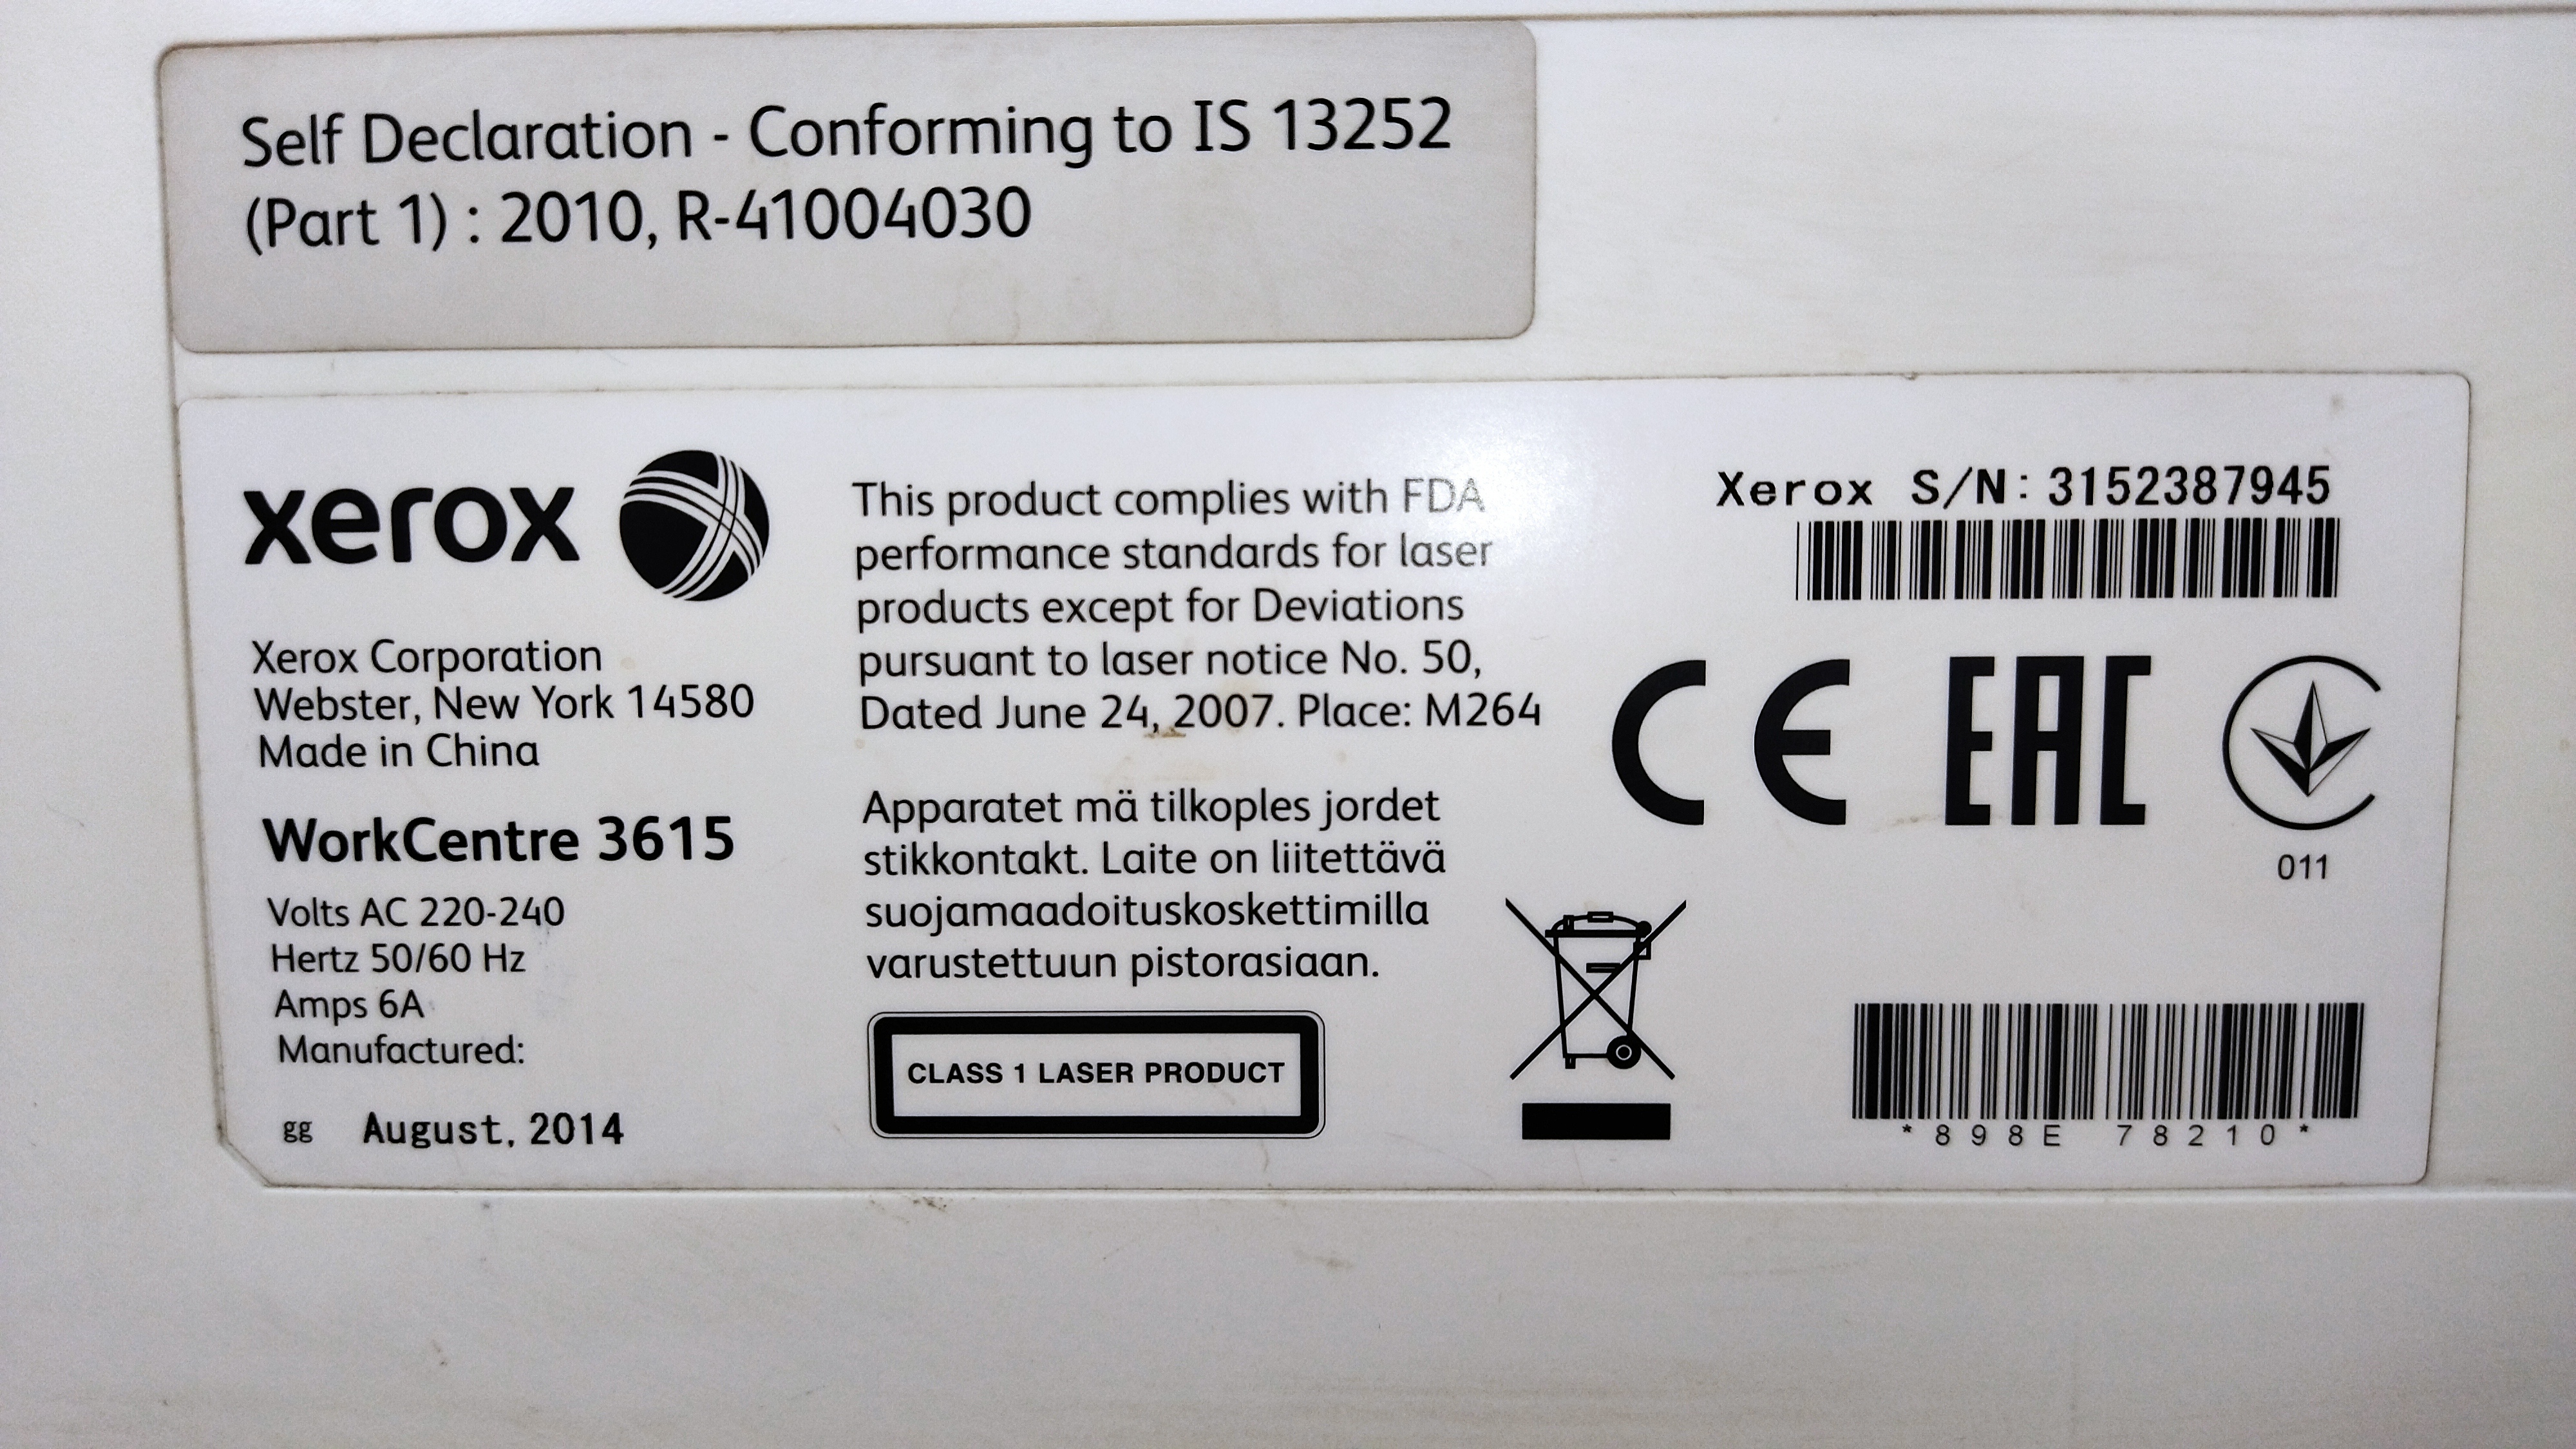 Self Declaration - Conforming to IS 13252
(Part 1) : 2010, R-41004030
xerox
Xerox Corporation
Webster, New York 14580
Made in China
WorkCentre 3615
Volts AC 220-240
Hertz 50/60 Hz
Amps 6A
Manufactured:
gg August, 2014
This product complies with FDA
performance standards for laser
products except for Deviations
pursuant to laser notice No. 50,
Dated June 24, 2007. Place: M264
Apparatet mä tilkoples jordet
stikkontakt. Laite on liitettävä
suojamaadoituskoskettimilla
varustettuun pistorasiaan.
CLASS 1 LASER PRODUCT
Xerox S/N: 3152387945
CE EAC
011
*898E 78210*